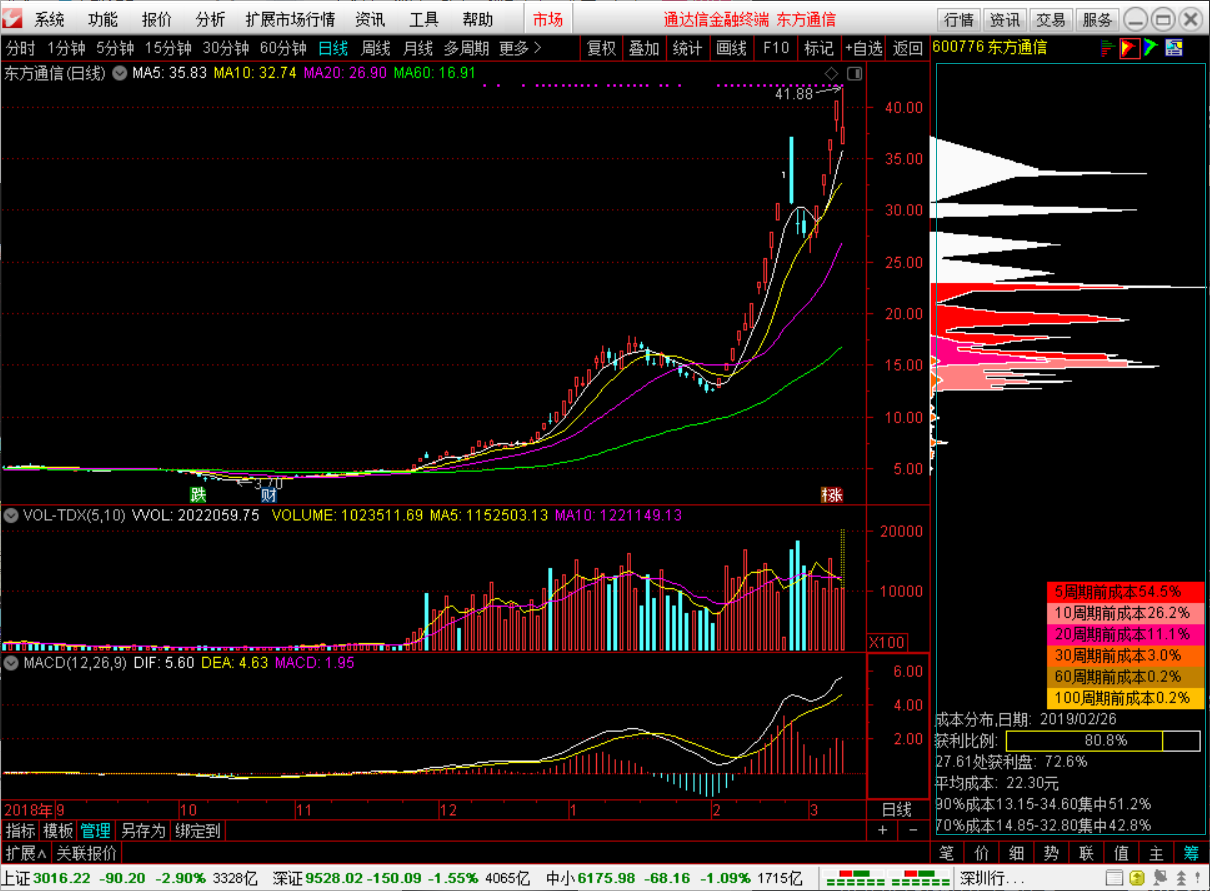 系统 功能 报价 分析 扩展市场行情 资讯 工具 帮助 市场 通达信金融终端 东方通信 行情 资讯 交易 服务
分时 1分钟 5分钟 15分钟 30分钟 60分钟 日线 周线 月线 多周期 更多> 复权 叠加 统计 画线 F10 标记 +自选 返回 600776 东方通信
东方通信(日线) MA5: 35.83 MA10: 32.74 MA20: 26.90 MA60: 16.91
41.88
40.00
35.00
1
30.00
25.00
20.00
15.00
10.00
5.00
3.70
跌 财 涨
VOL-TDX(5,10) VVOL: 2022059.75 VOLUME: 1023511.69 MA5: 1152503.13 MA10: 1221149.13
20000
10000
X100
MACD(12,26,9) DIF: 5.60 DEA: 4.63 MACD: 1.95
6.00
4.00
2.00
5周期前成本54.5%
10周期前成本26.2%
20周期前成本11.1%
30周期前成本3.0%
60周期前成本0.2%
100周期前成本0.2%
成本分布,日期: 2019/02/26
获利比例: 80.8%
27.61处获利盘: 72.6%
平均成本: 22.30元
90%成本13.15-34.60集中51.2%
70%成本14.85-32.80集中42.8%
2018年 9 10 11 12 1 2 3 日线
指标 模板 管理 另存为 绑定到 + -
扩展∧ 关联报价 笔 价 细 势 联 值 主 筹
上证3016.22 -90.20 -2.90% 3328亿 深证9528.02 -150.09 -1.55% 4065亿 中小6175.98 -68.16 -1.09% 1715亿 深圳行...